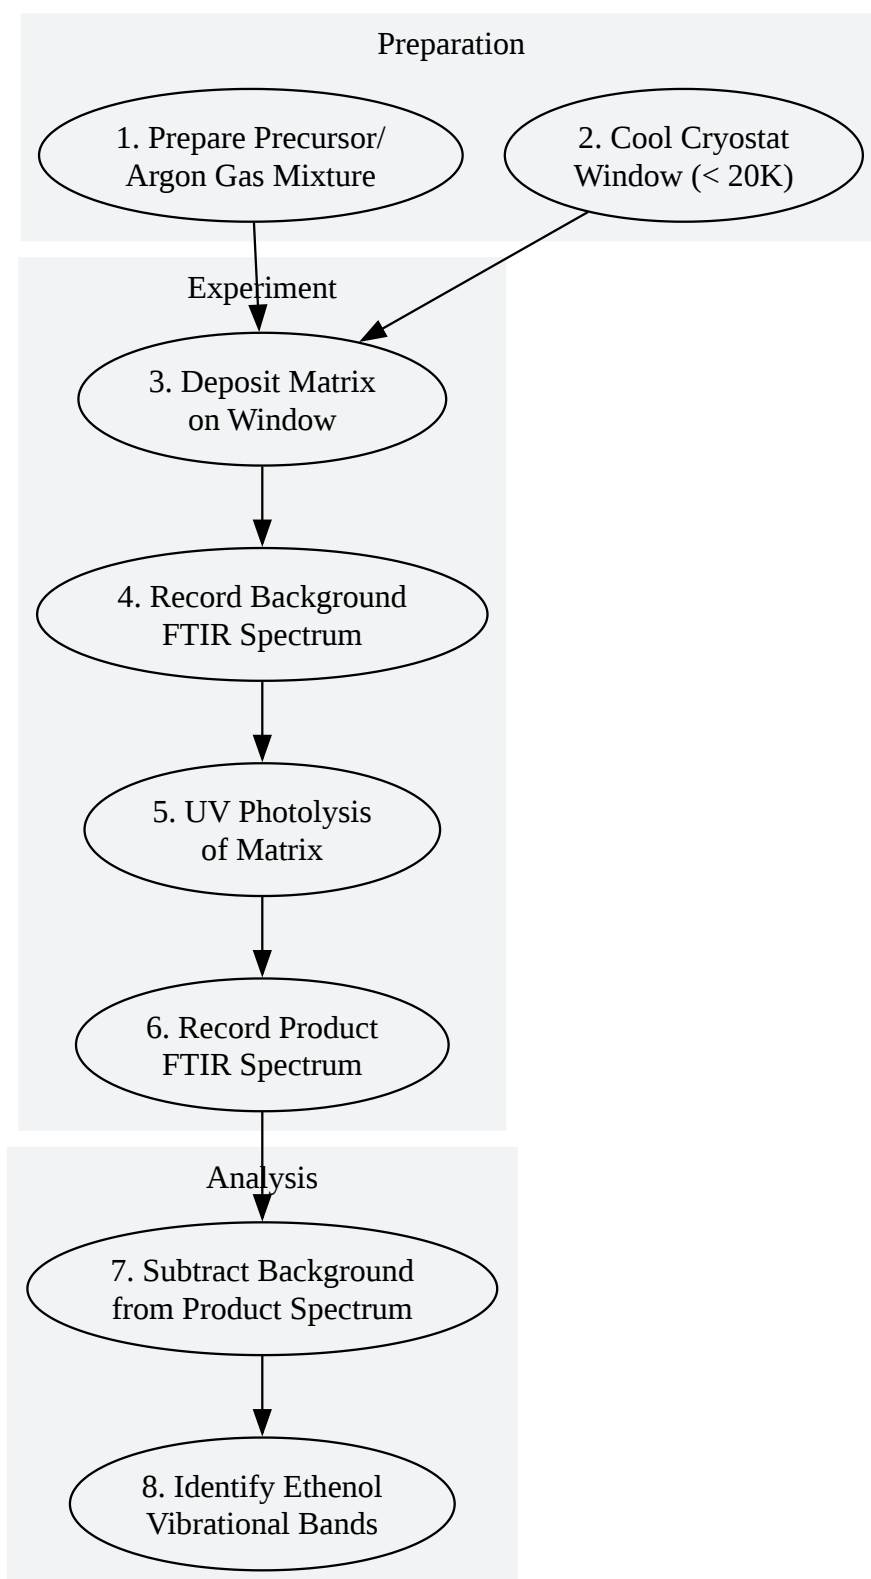 Preparation
1. Prepare Precursor/
Argon Gas Mixture
2. Cool Cryostat
Window (< 20K)
Experiment
3. Deposit Matrix
on Window
4. Record Background
FTIR Spectrum
5. UV Photolysis
of Matrix
6. Record Product
FTIR Spectrum
Analysis
7. Subtract Background
from Product Spectrum
8. Identify Ethenol
Vibrational Bands